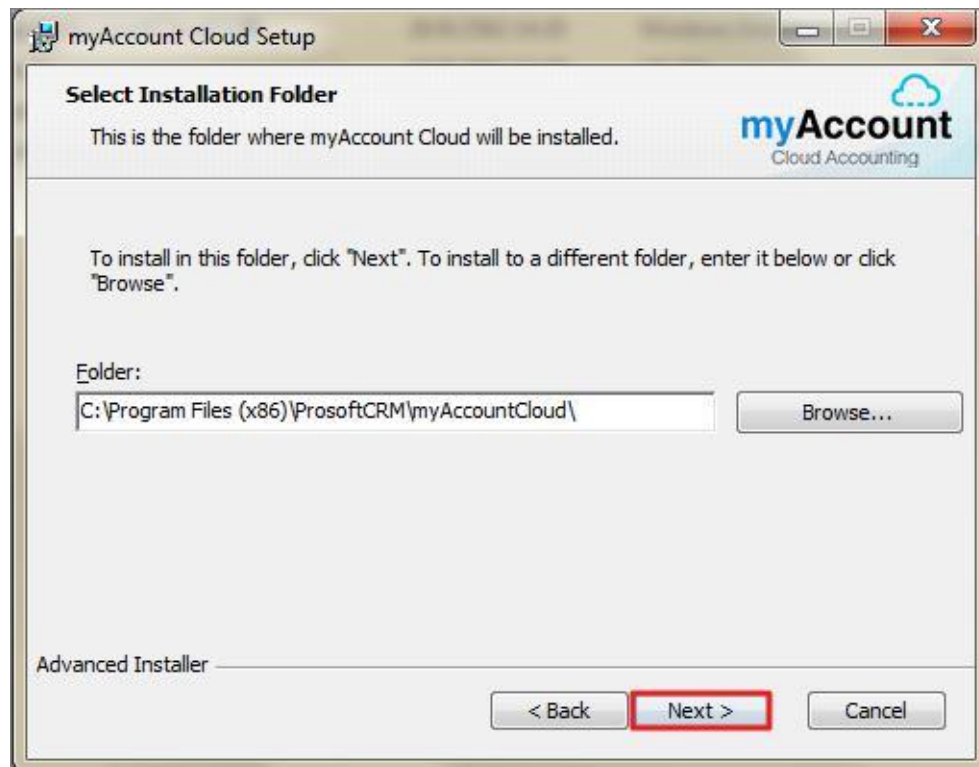 myAccount Cloud Setup
Select Installation Folder
This is the folder where myAccount Cloud will be installed.
myAccount
Cloud Accounting
To install in this folder, click "Next". To install to a different folder, enter it below or click
"Browse".
Folder:
C:\Program Files (x86)\ProsoftCRM\myAccountCloud\
Browse...
Advanced Installer
< Back
Next >
Cancel